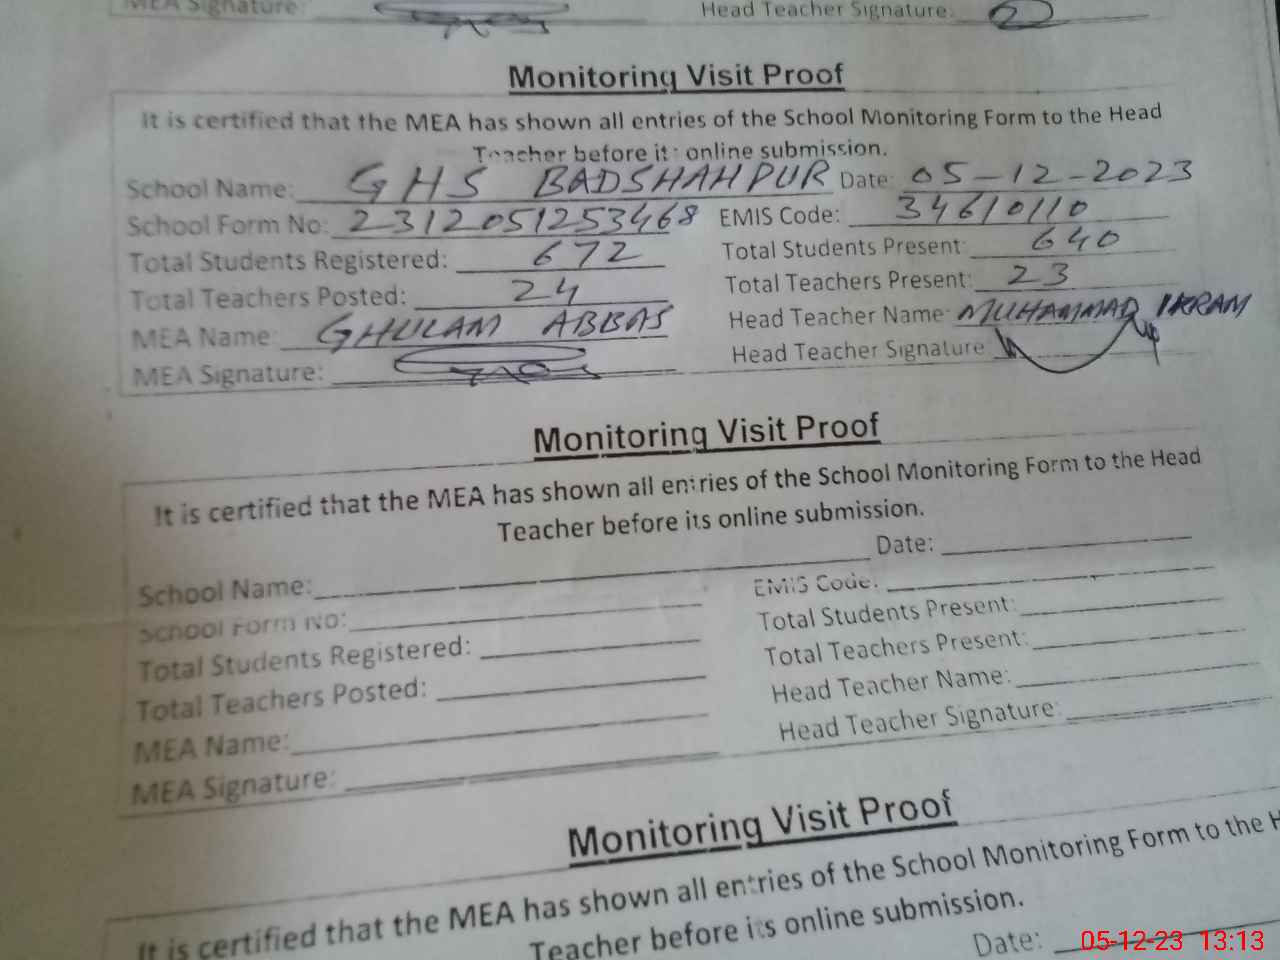 MEA Signature: Head Teacher Signature:
Monitoring Visit Proof
It is certified that the MEA has shown all entries of the School Monitoring Form to the Head
Teacher before its online submission.
School Name: GHS BADSHAHPUR Date: 05-12-2023
School Form No: 2312051253468 EMIS Code: 34610110
Total Students Registered: 672 Total Students Present: 640
Total Teachers Posted: 24 Total Teachers Present: 23
MEA Name: GHULAM ABBAS Head Teacher Name: MUHAMMAD IKRAM
MEA Signature: Head Teacher Signature
Monitoring Visit Proof
It is certified that the MEA has shown all entries of the School Monitoring Form to the Head
Teacher before its online submission.
School Name: Date:
School Form No: EMIS Code:
Total Students Registered: Total Students Present:
Total Teachers Posted: Total Teachers Present:
MEA Name: Head Teacher Name:
MEA Signature: Head Teacher Signature:
Monitoring Visit Proof
It is certified that the MEA has shown all entries of the School Monitoring Form to the H
Teacher before its online submission.
Date:
05-12-23 13:13